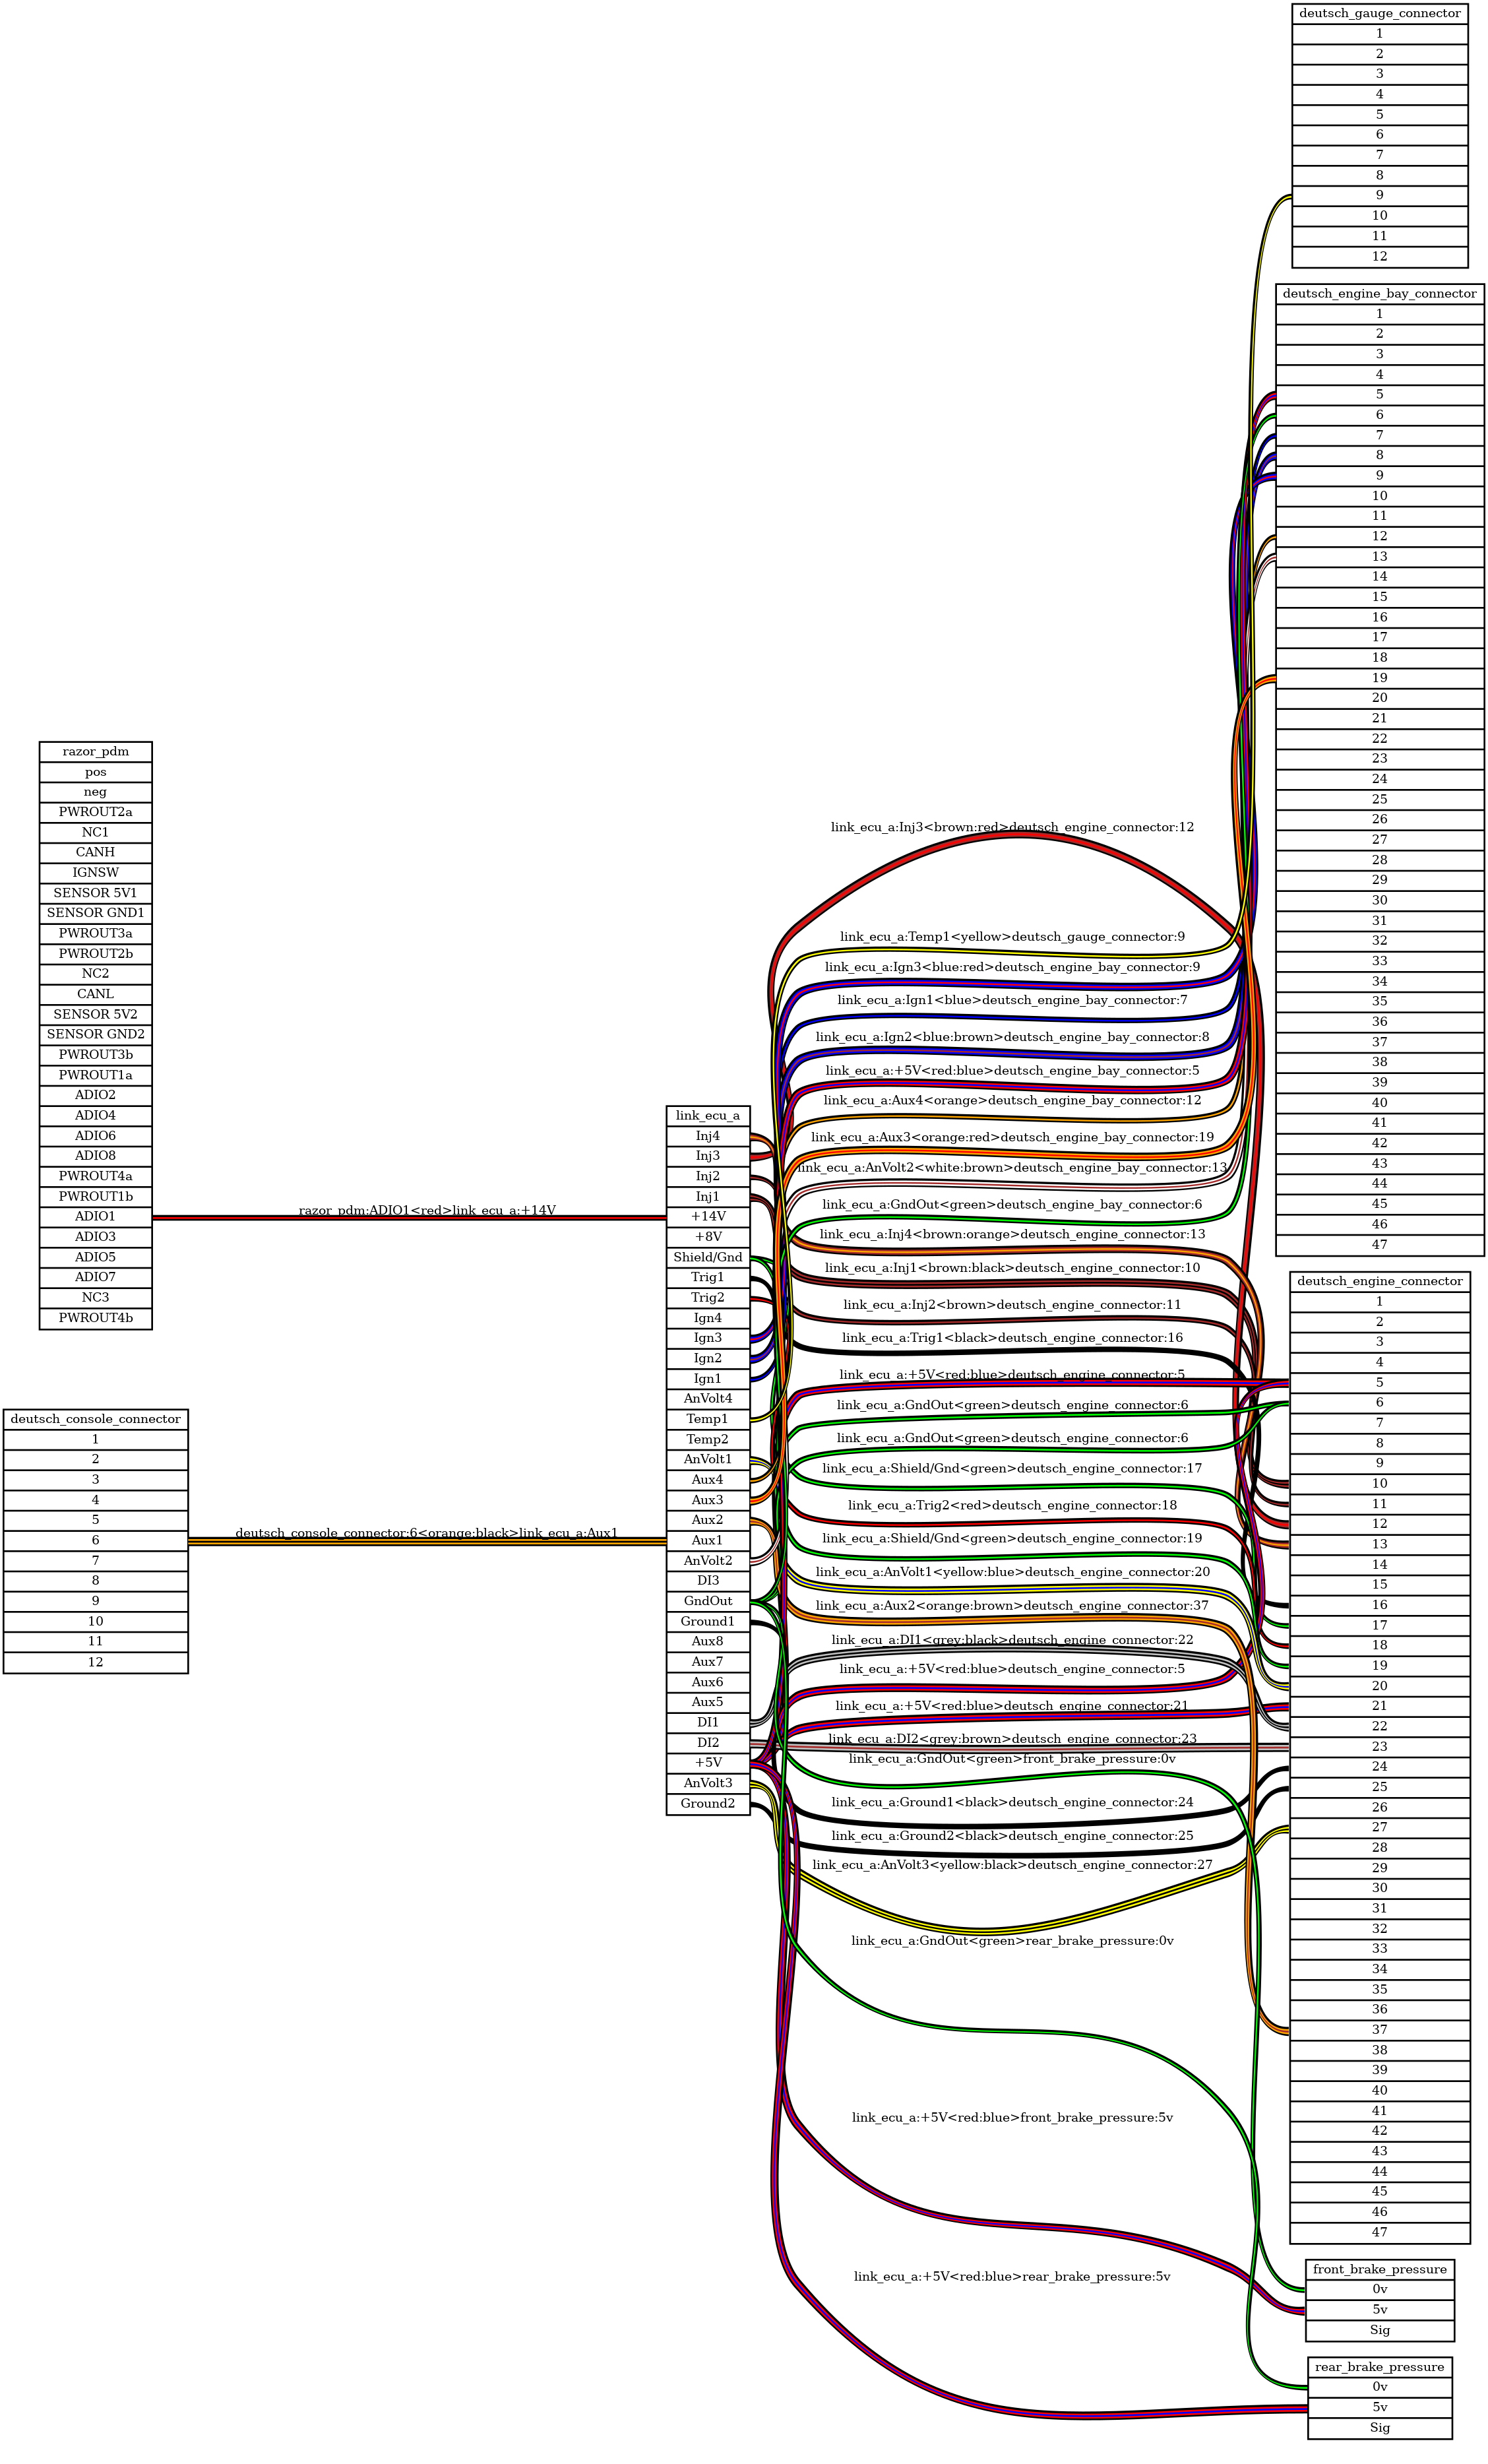 razor_pdm
pos
neg
PWROUT2a
NC1
CANH
IGNSW
SENSOR 5V1
SENSOR GND1
PWROUT3a
PWROUT2b
NC2
CANL
SENSOR 5V2
SENSOR GND2
PWROUT3b
PWROUT1a
ADIO2
ADIO4
ADIO6
ADIO8
PWROUT4a
PWROUT1b
ADIO1
ADIO3
ADIO5
ADIO7
NC3
PWROUT4b
deutsch_console_connector
1
2
3
4
5
6
7
8
9
10
11
12
razor_pdm:ADIO1<red>link_ecu_a:+14V
deutsch_console_connector:6<orange:black>link_ecu_a:Aux1
link_ecu_a
Inj4
Inj3
Inj2
Inj1
+14V
+8V
Shield/Gnd
Trig1
Trig2
Ign4
Ign3
Ign2
Ign1
AnVolt4
Temp1
Temp2
AnVolt1
Aux4
Aux3
Aux2
Aux1
AnVolt2
DI3
GndOut
Ground1
Aux8
Aux7
Aux6
Aux5
DI1
DI2
+5V
AnVolt3
Ground2
link_ecu_a:Inj3<brown:red>deutsch_engine_connector:12
link_ecu_a:Temp1<yellow>deutsch_gauge_connector:9
link_ecu_a:Ign3<blue:red>deutsch_engine_bay_connector:9
link_ecu_a:Ign1<blue>deutsch_engine_bay_connector:7
link_ecu_a:Ign2<blue:brown>deutsch_engine_bay_connector:8
link_ecu_a:+5V<red:blue>deutsch_engine_bay_connector:5
link_ecu_a:Aux4<orange>deutsch_engine_bay_connector:12
link_ecu_a:Aux3<orange:red>deutsch_engine_bay_connector:19
link_ecu_a:AnVolt2<white:brown>deutsch_engine_bay_connector:13
link_ecu_a:GndOut<green>deutsch_engine_bay_connector:6
link_ecu_a:Inj4<brown:orange>deutsch_engine_connector:13
link_ecu_a:Inj1<brown:black>deutsch_engine_connector:10
link_ecu_a:Inj2<brown>deutsch_engine_connector:11
link_ecu_a:Trig1<black>deutsch_engine_connector:16
link_ecu_a:+5V<red:blue>deutsch_engine_connector:5
link_ecu_a:GndOut<green>deutsch_engine_connector:6
link_ecu_a:GndOut<green>deutsch_engine_connector:6
link_ecu_a:Shield/Gnd<green>deutsch_engine_connector:17
link_ecu_a:Trig2<red>deutsch_engine_connector:18
link_ecu_a:Shield/Gnd<green>deutsch_engine_connector:19
link_ecu_a:AnVolt1<yellow:blue>deutsch_engine_connector:20
link_ecu_a:Aux2<orange:brown>deutsch_engine_connector:37
link_ecu_a:DI1<grey:black>deutsch_engine_connector:22
link_ecu_a:+5V<red:blue>deutsch_engine_connector:5
link_ecu_a:+5V<red:blue>deutsch_engine_connector:21
link_ecu_a:DI2<grey:brown>deutsch_engine_connector:23
link_ecu_a:GndOut<green>front_brake_pressure:0v
link_ecu_a:Ground1<black>deutsch_engine_connector:24
link_ecu_a:Ground2<black>deutsch_engine_connector:25
link_ecu_a:AnVolt3<yellow:black>deutsch_engine_connector:27
link_ecu_a:GndOut<green>rear_brake_pressure:0v
link_ecu_a:+5V<red:blue>front_brake_pressure:5v
link_ecu_a:+5V<red:blue>rear_brake_pressure:5v
deutsch_gauge_connector
1
2
3
4
5
6
7
8
9
10
11
12
deutsch_engine_bay_connector
1
2
3
4
5
6
7
8
9
10
11
12
13
14
15
16
17
18
19
20
21
22
23
24
25
26
27
28
29
30
31
32
33
34
35
36
37
38
39
40
41
42
43
44
45
46
47
deutsch_engine_connector
1
2
3
4
5
6
7
8
9
10
11
12
13
14
15
16
17
18
19
20
21
22
23
24
25
26
27
28
29
30
31
32
33
34
35
36
37
38
39
40
41
42
43
44
45
46
47
front_brake_pressure
0v
5v
Sig
rear_brake_pressure
0v
5v
Sig